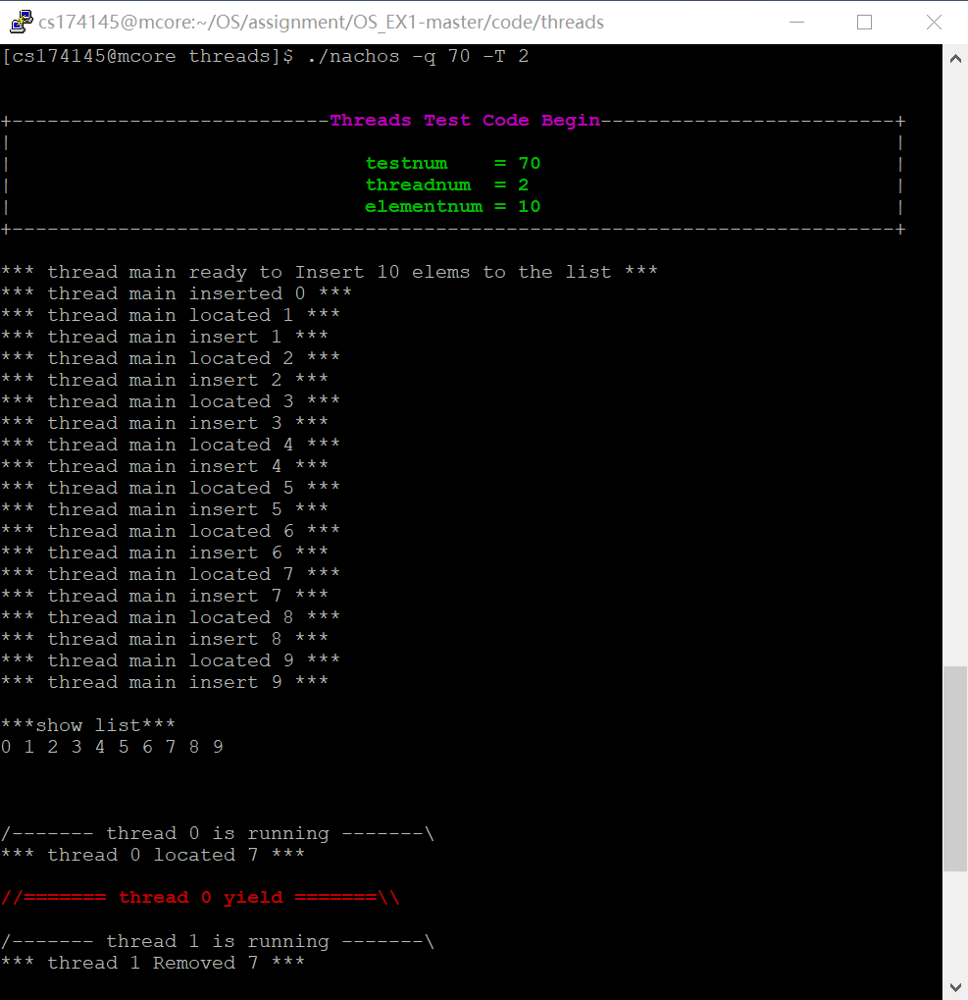 cs174145@mcore:~/OS/assignment/OS_EX1-master/code/threads
[cs174145@mcore threads]$ ./nachos -q 70 -T 2
+---------------------------Threads Test Code Begin-------------------------+
| |
| testnum    = 70 |
| threadnum  = 2 |
| elementnum = 10 |
+---------------------------------------------------------------------------+
*** thread main ready to Insert 10 elems to the list ***
*** thread main inserted 0 ***
*** thread main located 1 ***
*** thread main insert 1 ***
*** thread main located 2 ***
*** thread main insert 2 ***
*** thread main located 3 ***
*** thread main insert 3 ***
*** thread main located 4 ***
*** thread main insert 4 ***
*** thread main located 5 ***
*** thread main insert 5 ***
*** thread main located 6 ***
*** thread main insert 6 ***
*** thread main located 7 ***
*** thread main insert 7 ***
*** thread main located 8 ***
*** thread main insert 8 ***
*** thread main located 9 ***
*** thread main insert 9 ***
***show list***
0 1 2 3 4 5 6 7 8 9
/------- thread 0 is running -------\
*** thread 0 located 7 ***
//======= thread 0 yield =======\\
/------- thread 1 is running -------\
*** thread 1 Removed 7 ***